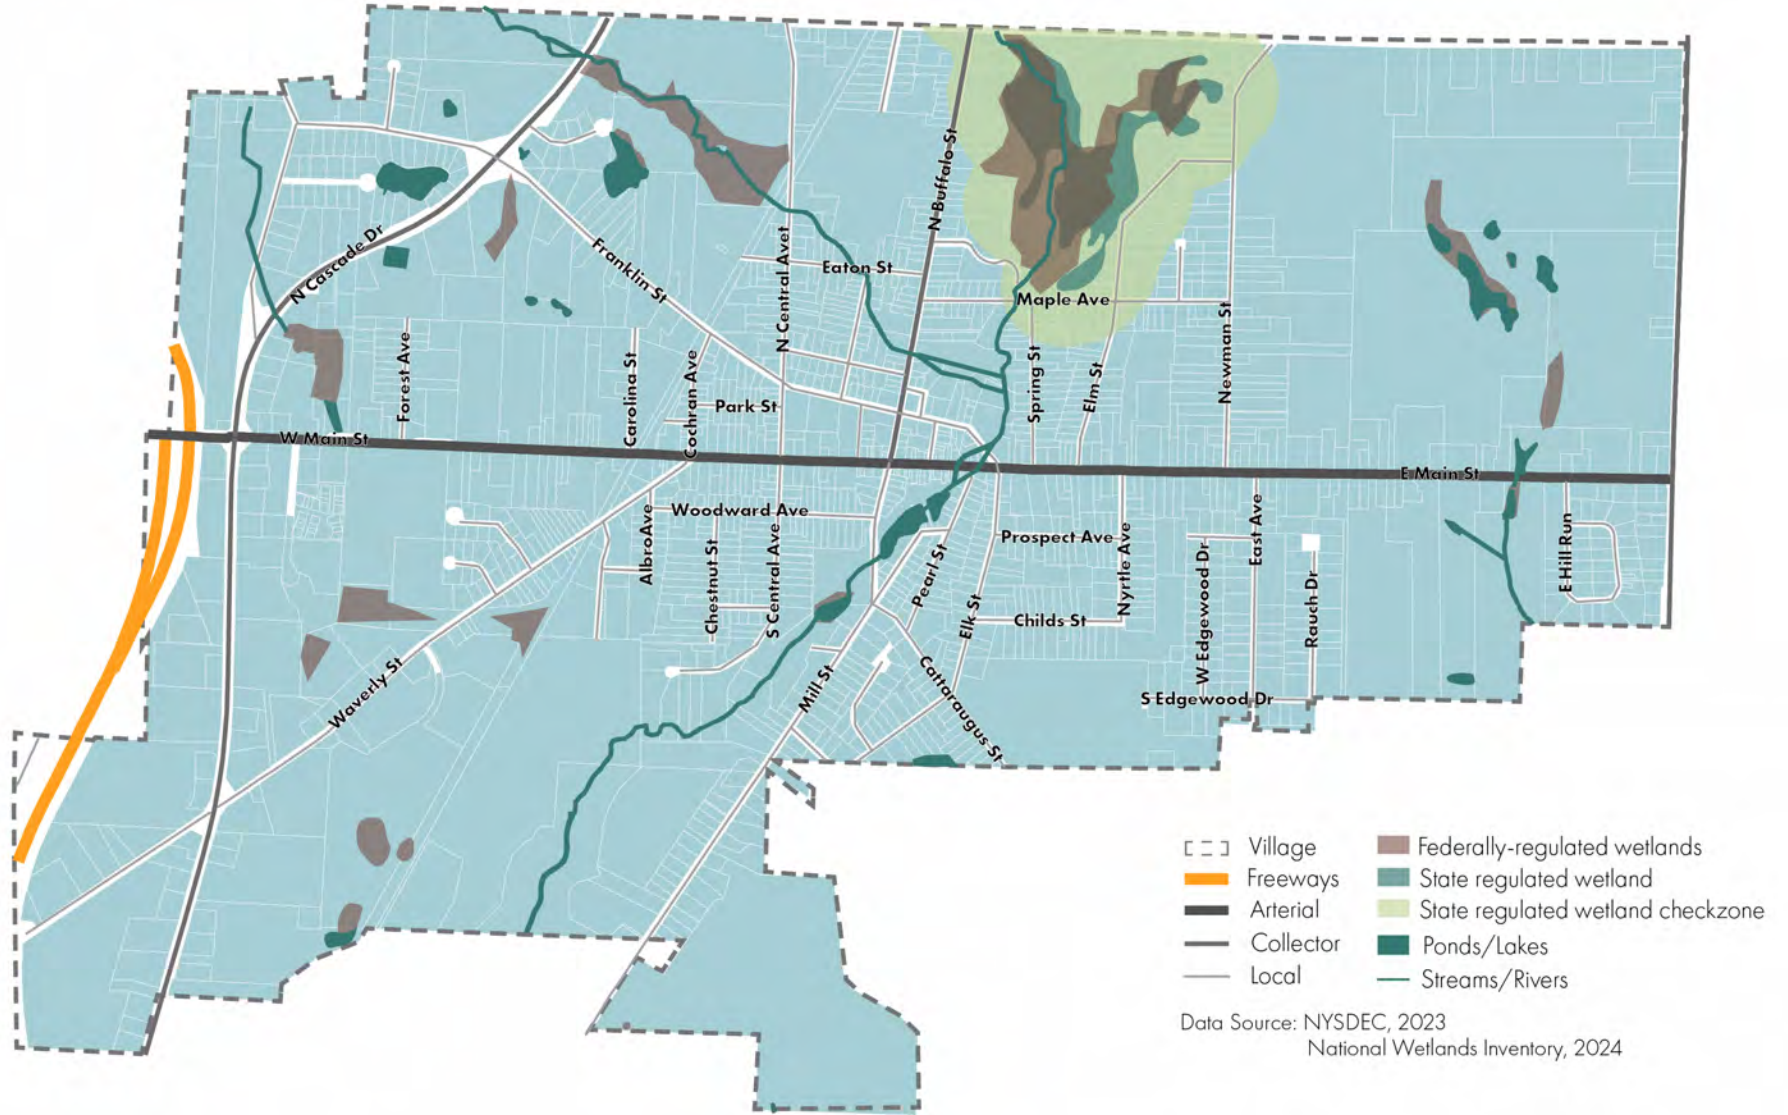 N Buffalo St
N Cascade Dr
Franklin St
N Central Avet
Eaton St
Maple Ave
Newman St
Forest Ave
Carolina St
Cochran Ave
Park St
Spring St
Elm St
W Main St
E Main St
Woodward Ave
AlbroAve
Chestnut St
S Central Ave
Pearl St
Elk St
Prospect Ave
Nyrtle Ave
Childs St
W Edgewood Dr
East Ave
Rauch Dr
E Hill Run
S Edgewood Dr
Waverly St
Mill St
Cattaraugus St
Village
Freeways
Arterial
Collector
Local
Federally-regulated wetlands
State regulated wetland
State regulated wetland checkzone
Ponds/Lakes
Streams/Rivers
Data Source: NYSDEC, 2023
National Wetlands Inventory, 2024